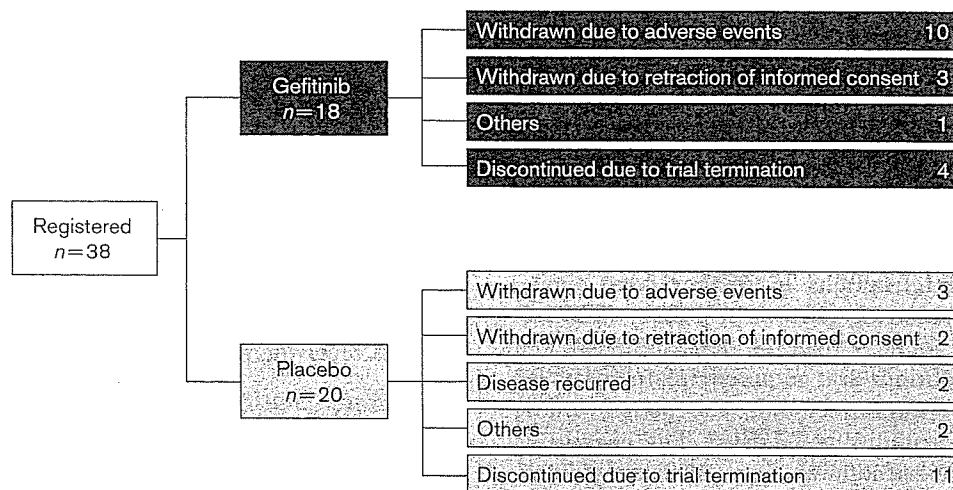 Registered
n=38
Gefitinib
n=18
Withdrawn due to adverse events 10
Withdrawn due to retraction of informed consent 3
Others 1
Discontinued due to trial termination 4
Placebo
n=20
Withdrawn due to adverse events 3
Withdrawn due to retraction of informed consent 2
Disease recurred 2
Others 2
Discontinued due to trial termination 11